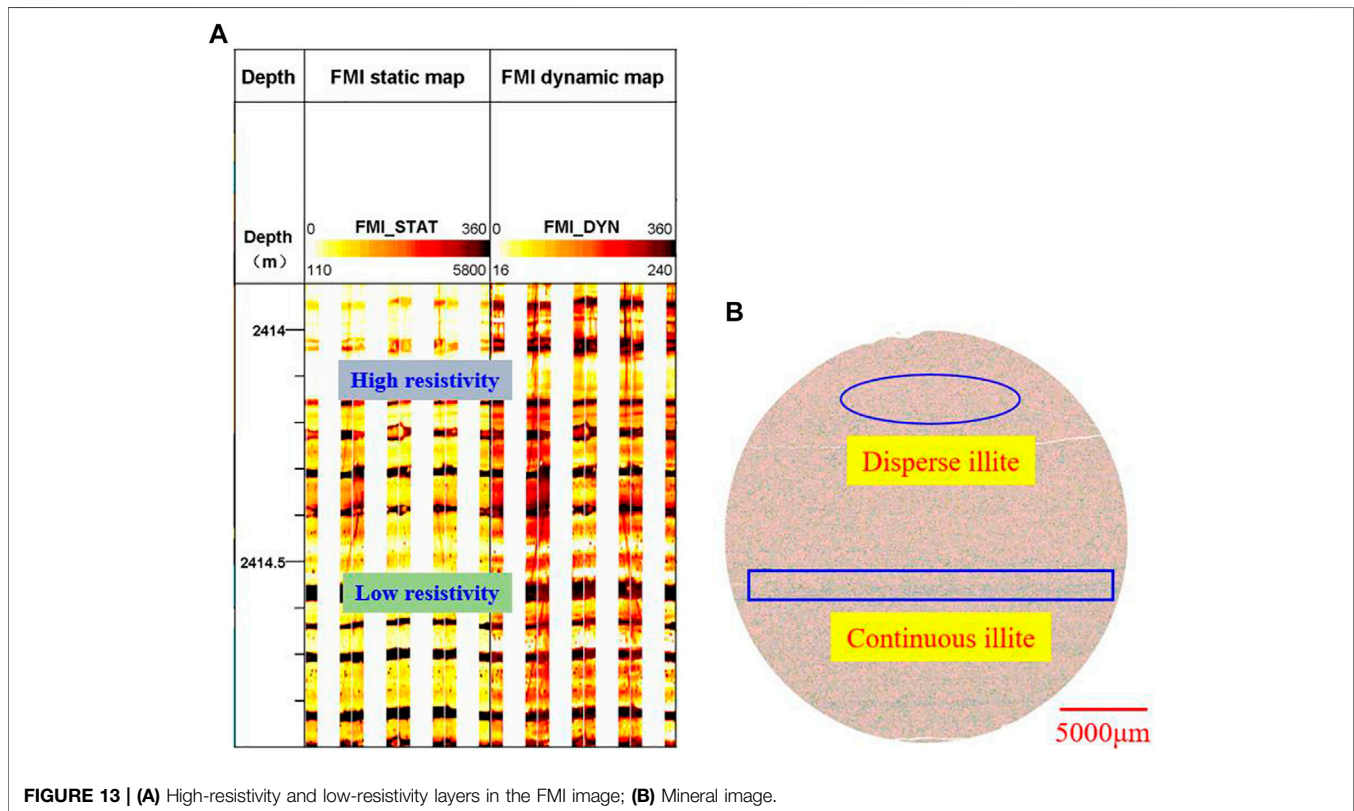 A
Depth FMI static map FMI dynamic map
0 FMI_STAT 360 0 FMI_DYN 360
Depth
(m)
110 5800 16 240
2414
High resistivity
2414.5
Low resistivity
B
Disperse illite
Continuous illite
5000μm
FIGURE 13 | (A) High-resistivity and low-resistivity layers in the FMI image; (B) Mineral image.